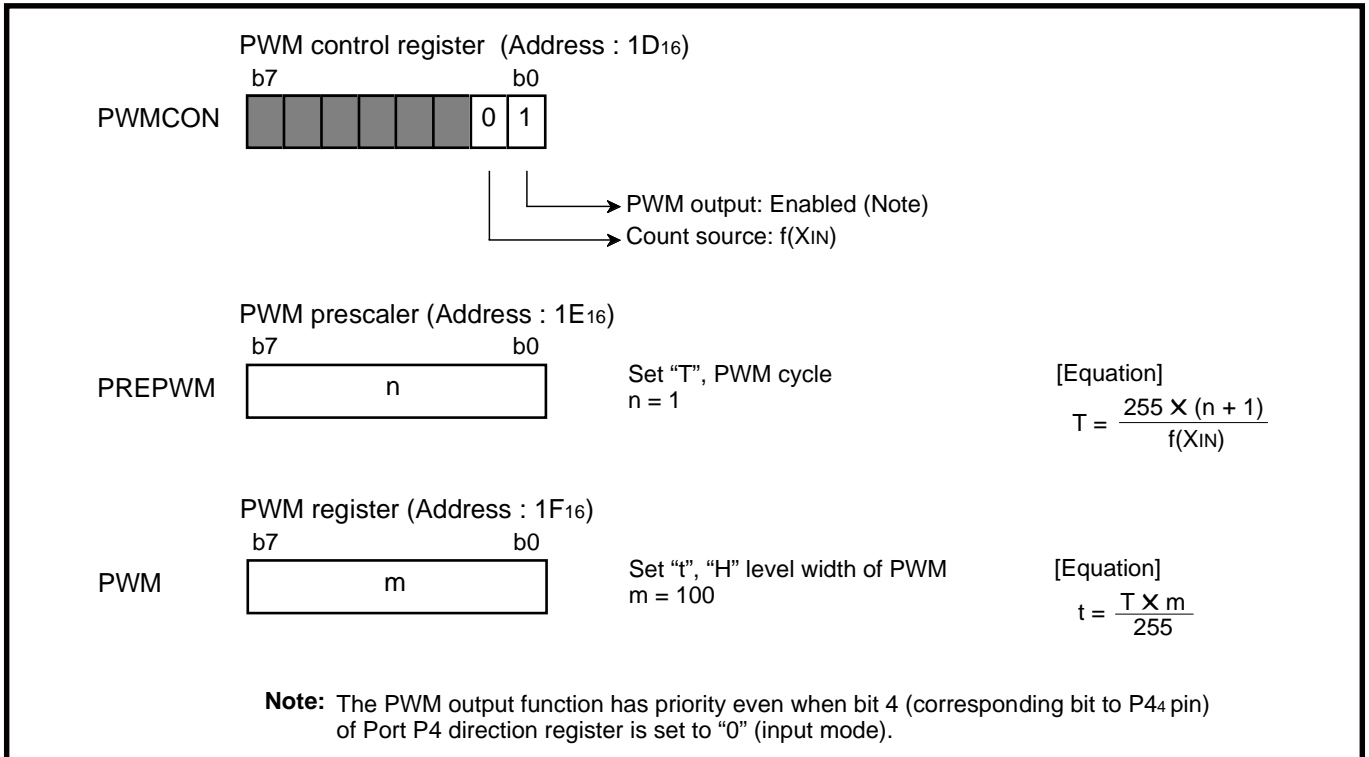 PWM control register (Address : 1D16)
b7 b0
PWMCON 0 1
PWM output: Enabled (Note)
Count source: f(XIN)
PWM prescaler (Address : 1E16)
b7 b0
PREPWM n
Set “T”, PWM cycle
n = 1
[Equation]
T = 255 X (n + 1)
f(XIN)
PWM register (Address : 1F16)
b7 b0
PWM m
Set “t”, “H” level width of PWM
m = 100
[Equation]
t = T X m
255
Note: The PWM output function has priority even when bit 4 (corresponding bit to P44 pin)
of Port P4 direction register is set to “0” (input mode).